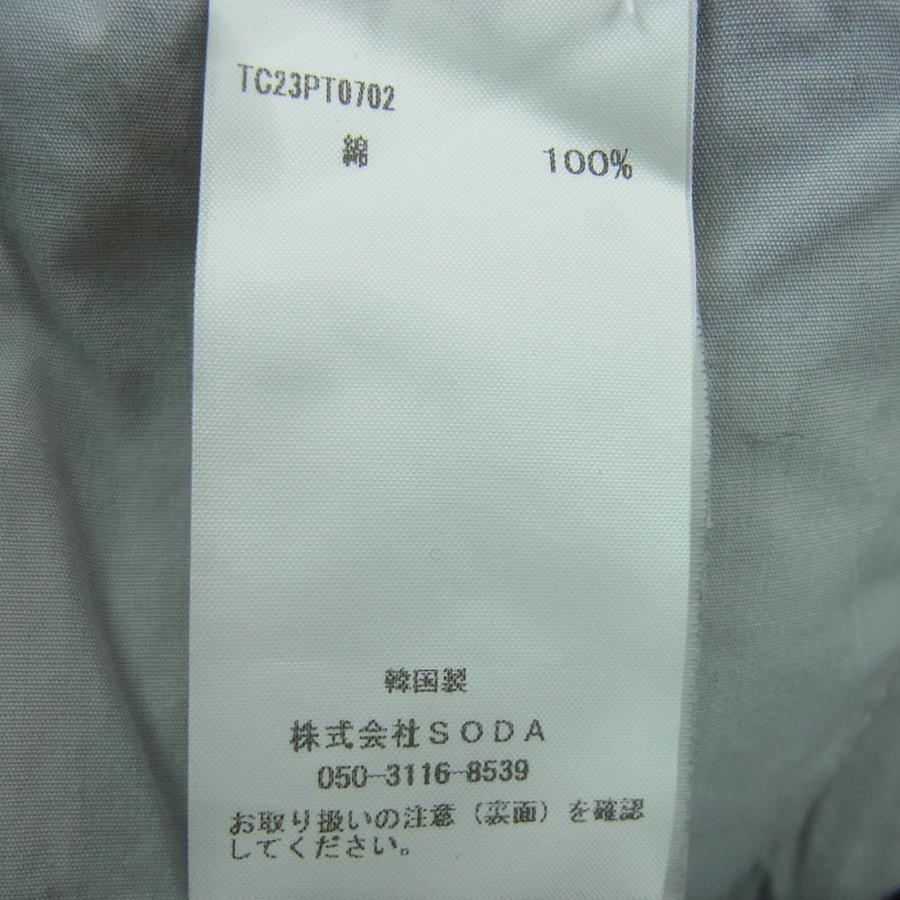 TC23PT0702
綿 100%
韓国製
株式会社SODA
050-3116-8539
お取り扱いの注意(裏面)を確認
してください。